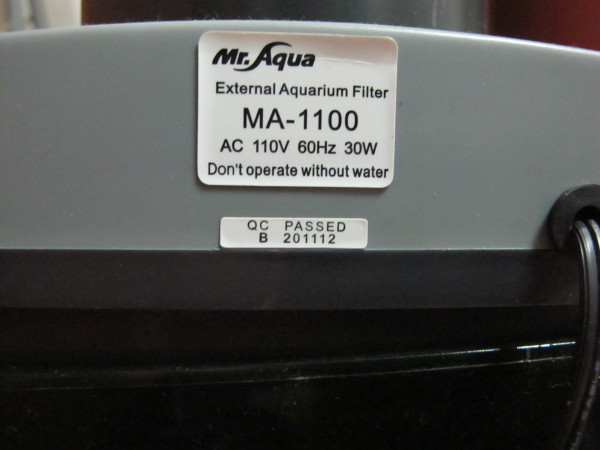 Mr.Aqua
External Aquarium Filter
MA-1100
AC 110V 60Hz 30W
Don't operate without water
QC PASSED
B 201112